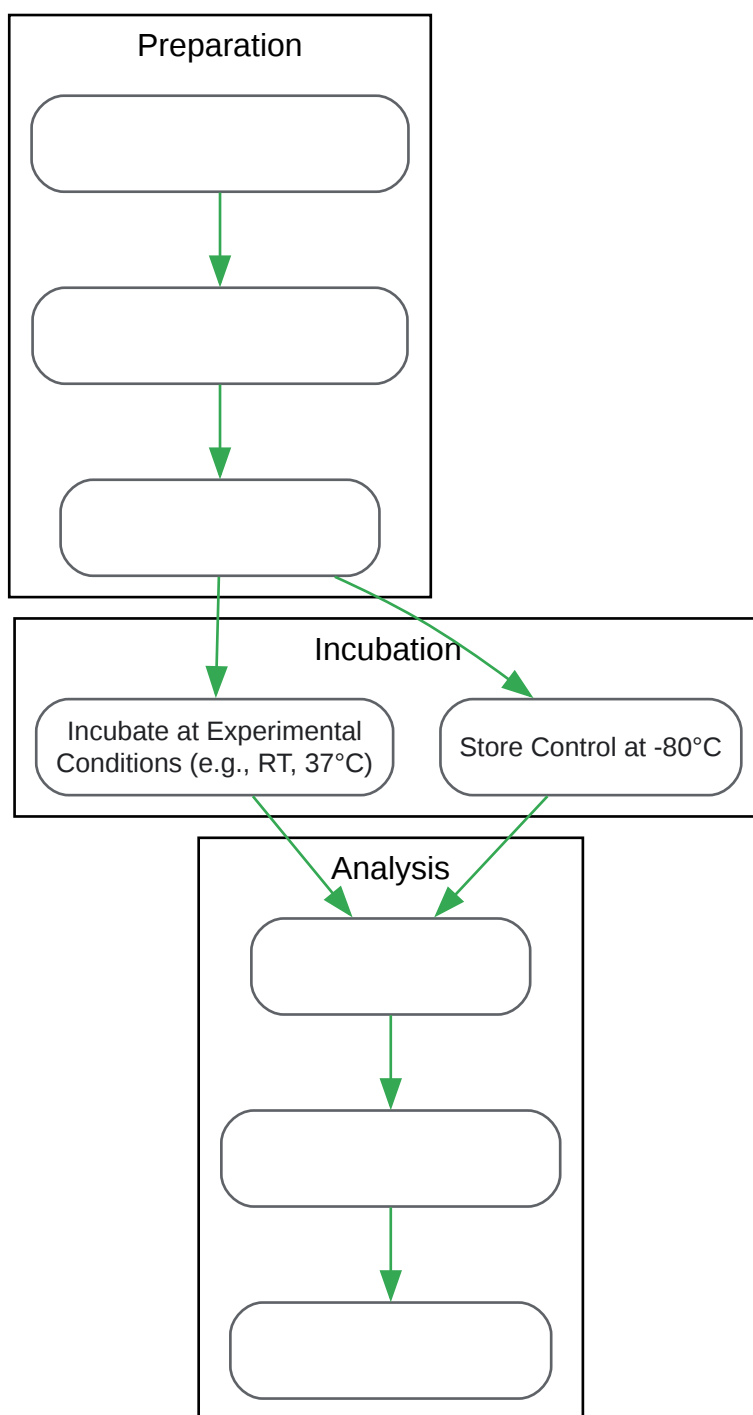 Preparation
Incubation
Incubate at Experimental
Conditions (e.g., RT, 37°C)
Store Control at -80°C
Analysis